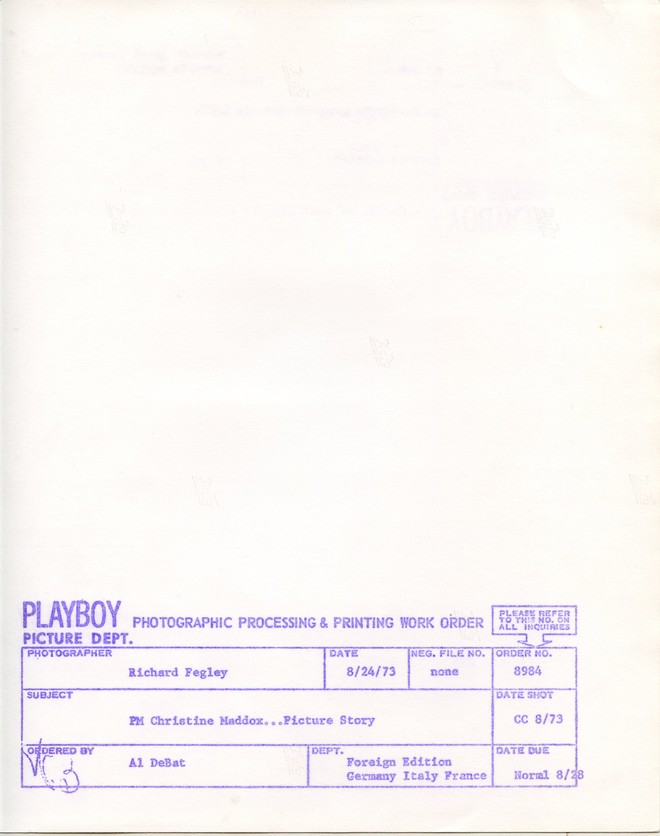 PLAYBOY
PICTURE DEPT.
PHOTOGRAPHIC PROCESSING & PRINTING WORK ORDER
PLEASE REFER
TO THIS NO. ON
ALL INQUIRIES
PHOTOGRAPHER
Richard Fegley
DATE
8/24/73
NEG. FILE NO.
none
ORDER NO.
8984
SUBJECT
PM Christine Maddox...Picture Story
DATE SHOT
CC 8/73
ORDERED BY
Al DeBat
DEPT.
Foreign Edition
Germany Italy France
DATE DUE
Norml 8/28